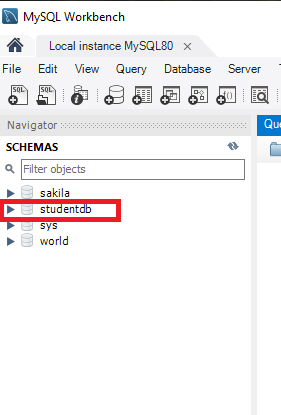 MySQL Workbench
Local instance MySQL80
File Edit View Query Database Server
Navigator
SCHEMAS
Filter objects
sakila
studentdb
sys
world